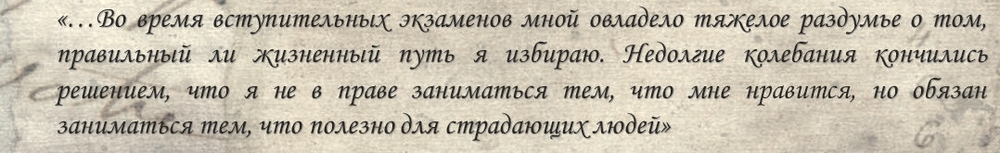 «…Во время вступительных экзаменов мной овладело тяжелое раздумье о том,
правильный ли жизненный путь я избираю. Недолгие колебания кончились
решением, что я не в праве заниматься тем, что мне нравится, но обязан
заниматься тем, что полезно для страдающих людей»